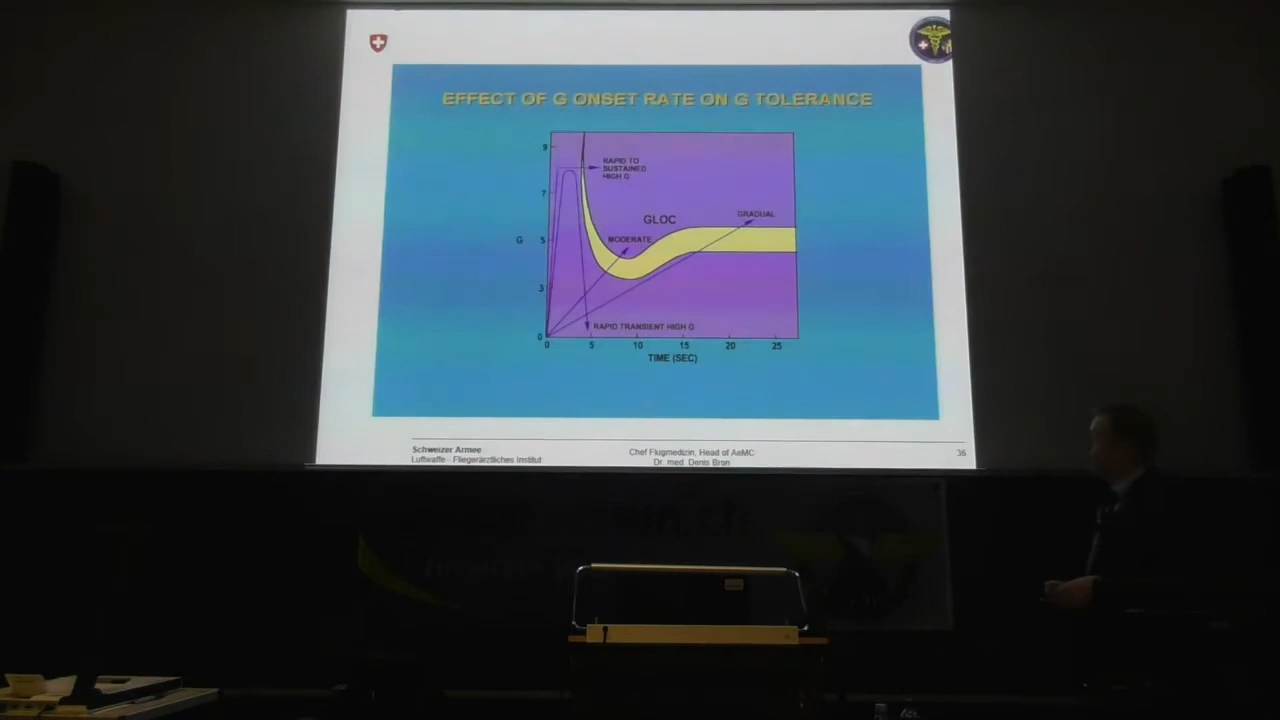 EFFECT OF G ONSET RATE ON G TOLERANCE
9
7
G 5
3
0
RAPID TO
SUSTAINED
HIGH G
GLOC
GRADUAL
MODERATE
RAPID TRANSIENT HIGH G
0 5 10 15 20 25
TIME (SEC)
Schweizer Armee
Luftwaffe - Fliegerärztliches Institut
Chef Flugmedizin, Head of AeMC
Dr. med. Denis Bron
36